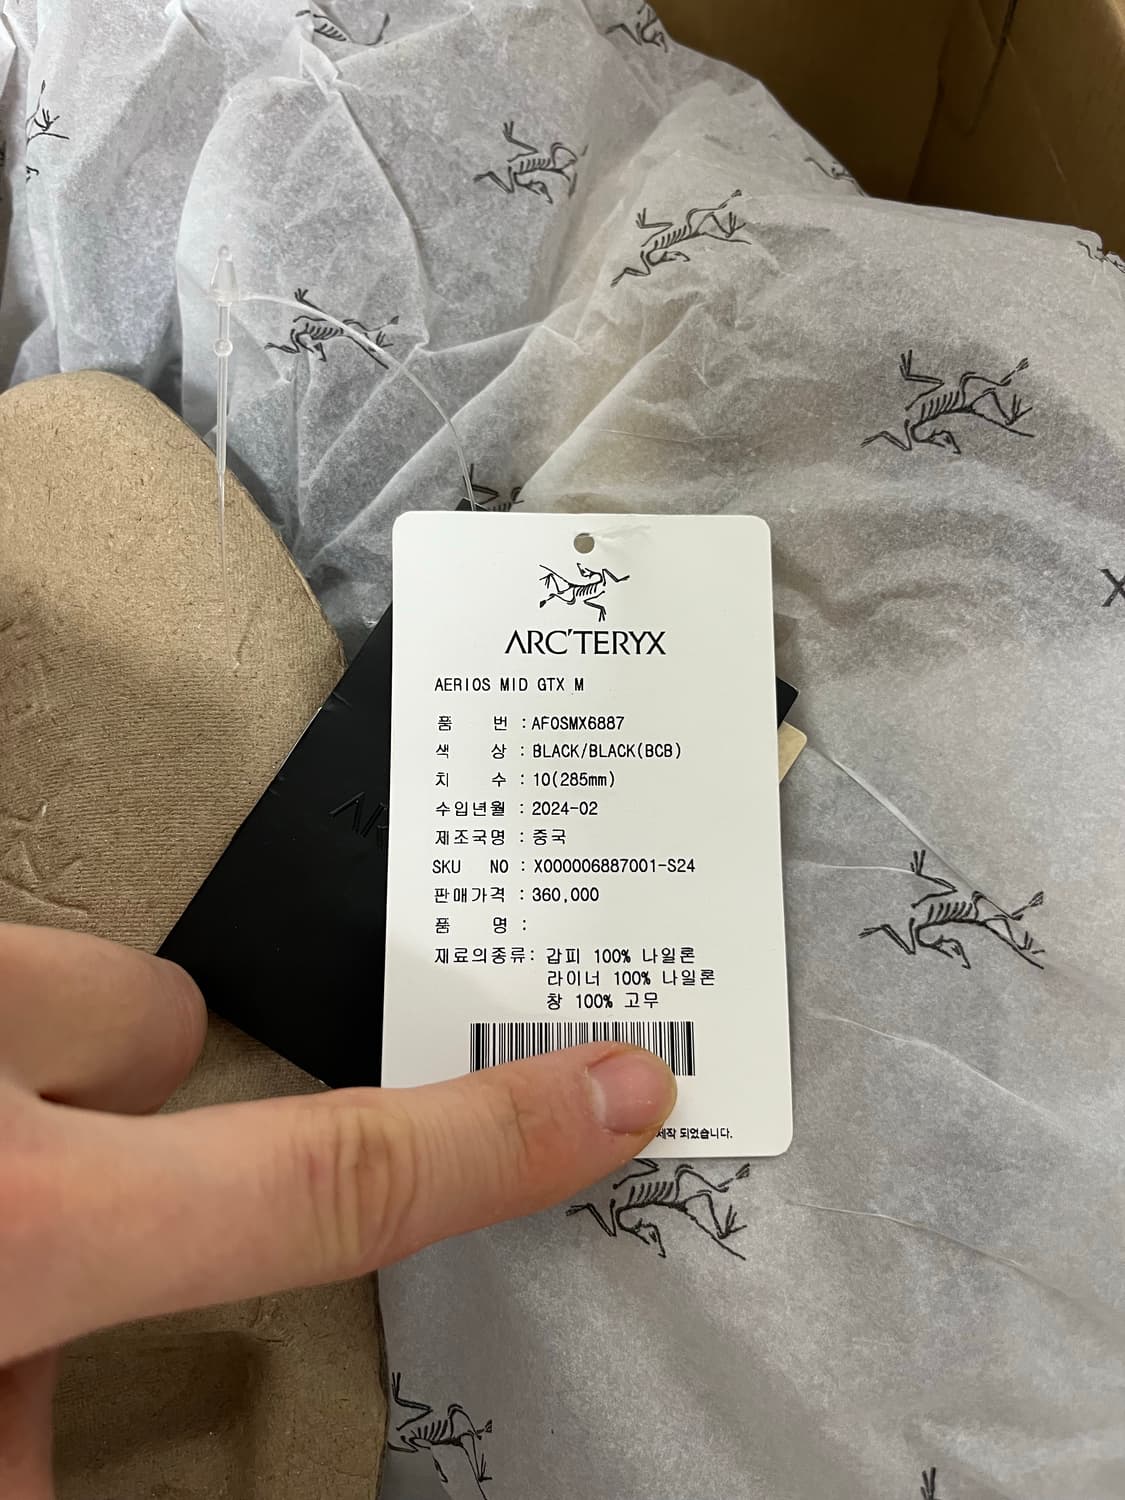 ARC'TERYX
AERIOS MID GTX M
품 번 : AFOSMX6887
색 상 : BLACK/BLACK(BCB)
치 수 : 10(285mm)
수입년월 : 2024-02
제조국명 : 중국
SKU NO : X000006887001-S24
판매가격 : 360,000
품 명 :
재료의종류: 갑피 100% 나일론
라이너 100% 나일론
창 100% 고무
제작 되었습니다.